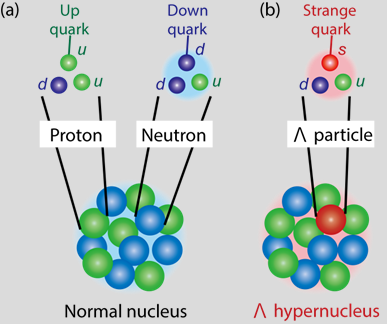 (a)
Up
quark
u
d
u
Down
quark
d
d
u
Proton
Neutron
Normal nucleus
(b)
Strange
quark
s
d
u
Λ particle
Λ hypernucleus